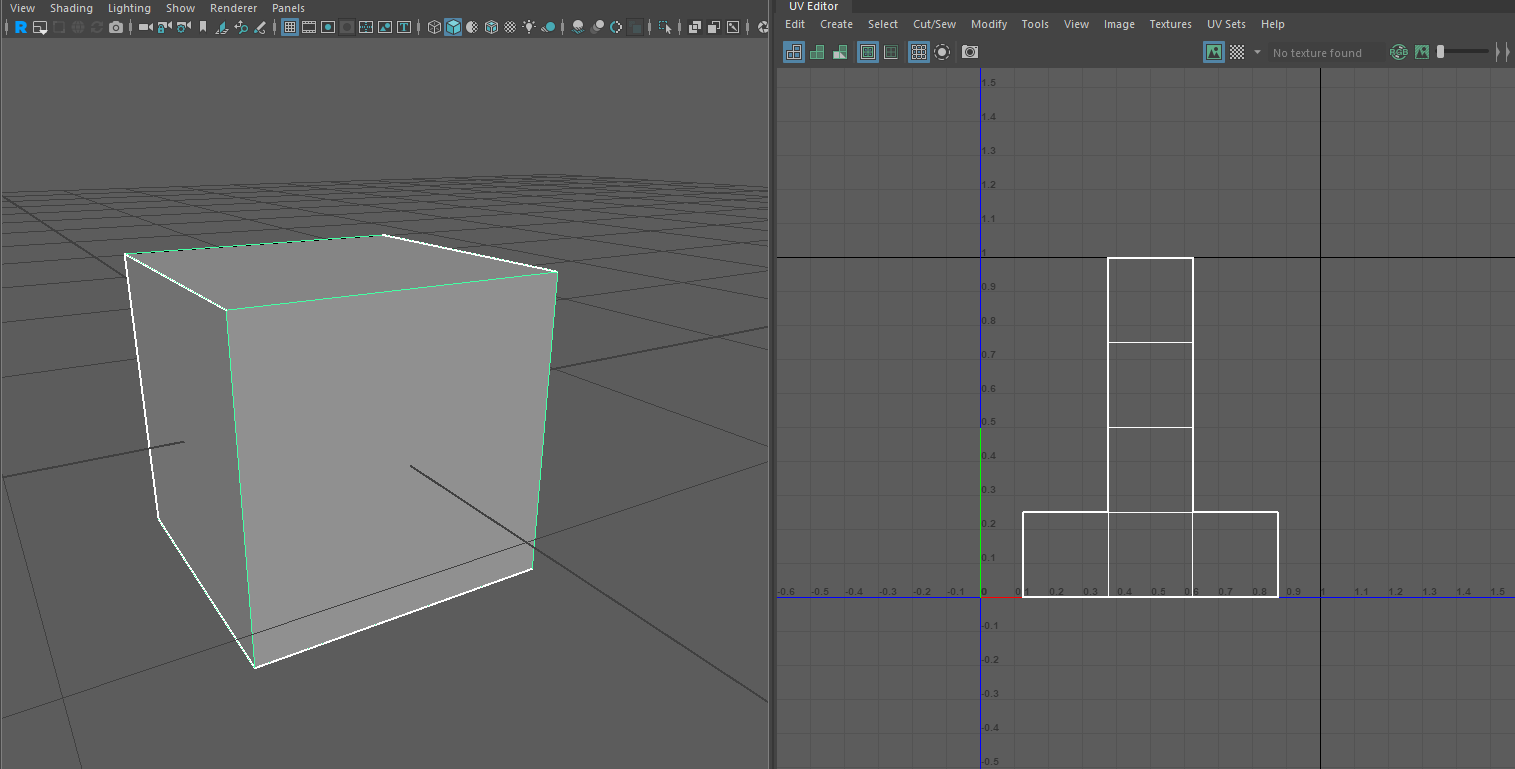 View Shading Lighting Show Renderer Panels
R
T
UV Editor
Edit Create Select Cut/Sew Modify Tools View Image Textures UV Sets Help
No texture found
RGB
1.5
1.4
1.3
1.2
1.1
1
0.9
0.8
0.7
0.6
0.5
0.4
0.3
0.2
0.1
-0.6 -0.5 -0.4 -0.3 -0.2 -0.1 0 0.1 0.2 0.3 0.4 0.5 0.6 0.7 0.8 0.9 1 1.1 1.2 1.3 1.4 1.5
-0.1
-0.2
-0.3
-0.4
-0.5